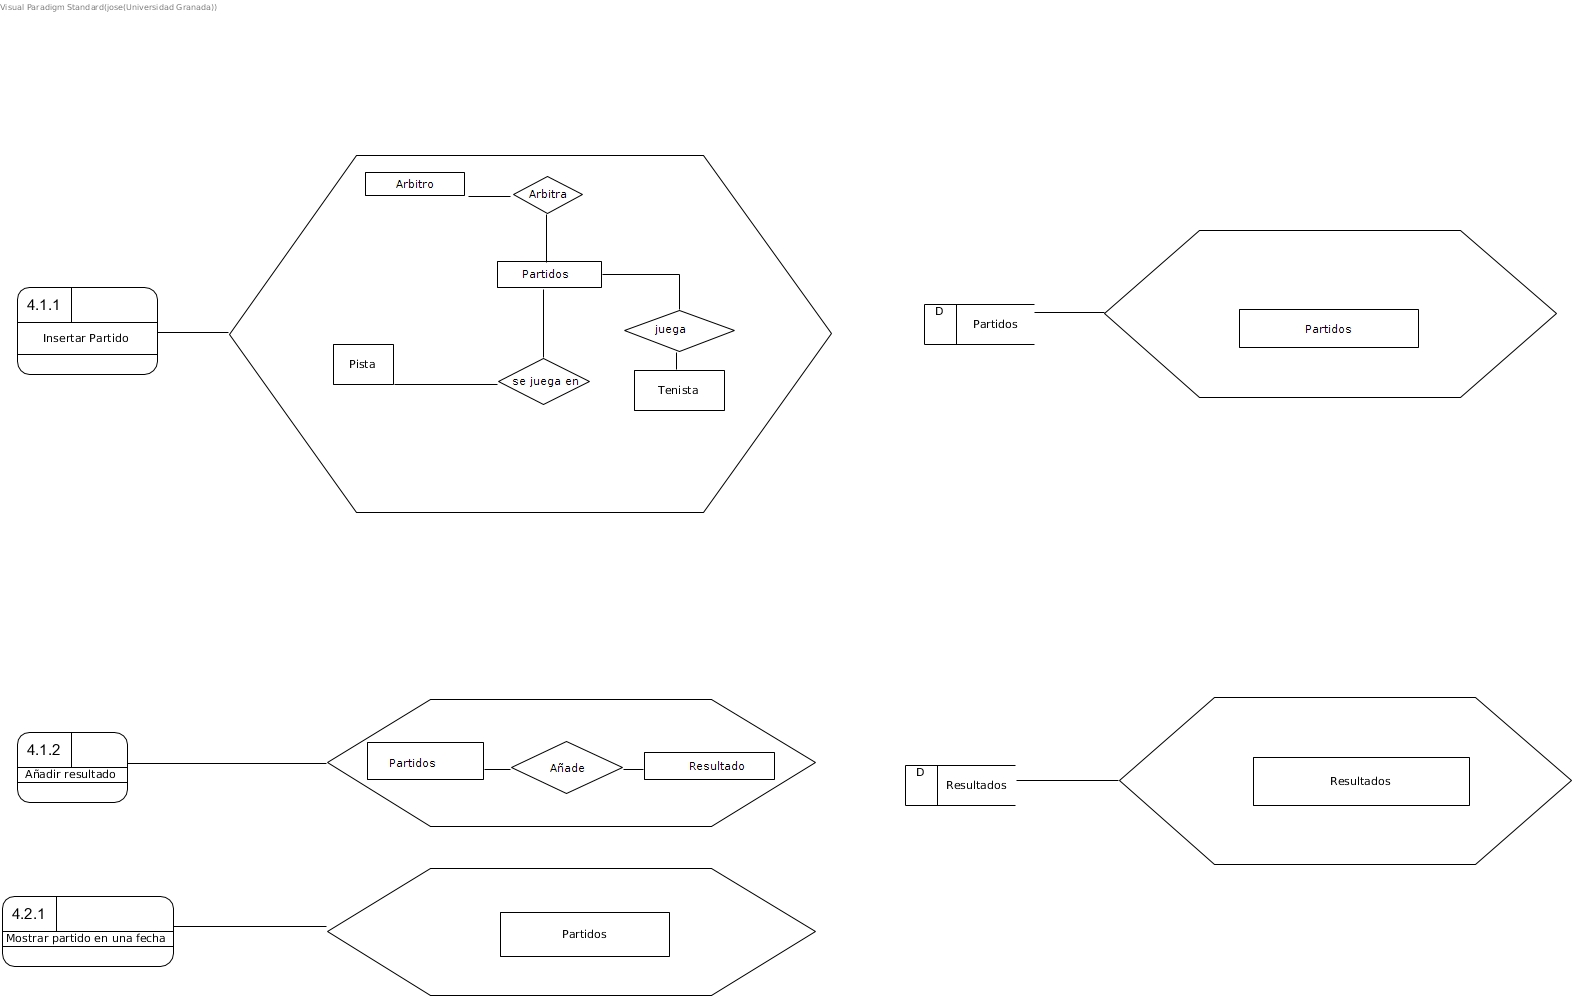 Visual Paradigm Standard(jose(Universidad Granada))
Arbitro
Arbitra
Partidos
juega
Pista
se juega en
Tenista
4.1.1
Insertar Partido
D
Partidos
Partidos
4.1.2
Añadir resultado
Partidos
Añade
Resultado
D
Resultados
Resultados
4.2.1
Mostrar partido en una fecha
Partidos